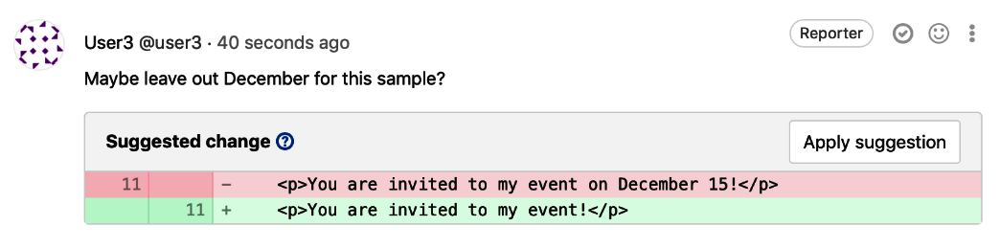 User3 @user3 · 40 seconds ago Reporter
Maybe leave out December for this sample?
Suggested change ? Apply suggestion
11 - <p>You are invited to my event on December 15!</p>
11 + <p>You are invited to my event!</p>